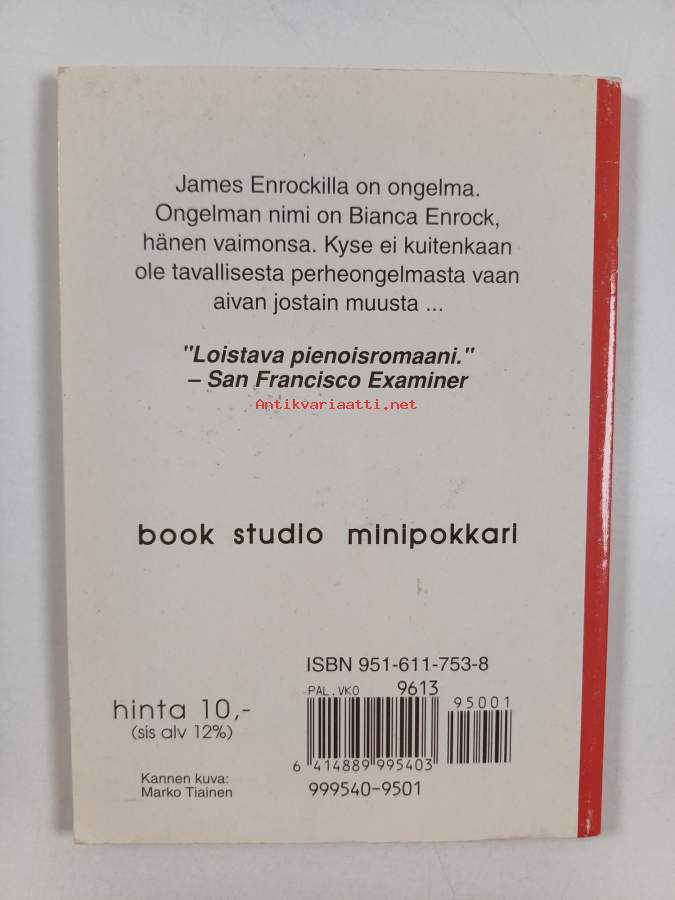 James Enrockilla on ongelma.
Ongelman nimi on Bianca Enrock,
hänen vaimonsa. Kyse ei kuitenkaan
ole tavallisesta perheongelmasta vaan
aivan jostain muusta ...
"Loistava pienoisromaani."
– San Francisco Examiner
Antikvariaatti.net
book studio minipokkari
ISBN 951-611-753-8
PAL.VKO 9613
95001
hinta 10,-
(sis alv 12%)
6 414889 995403
Kannen kuva:
Marko Tiainen
999540-9501